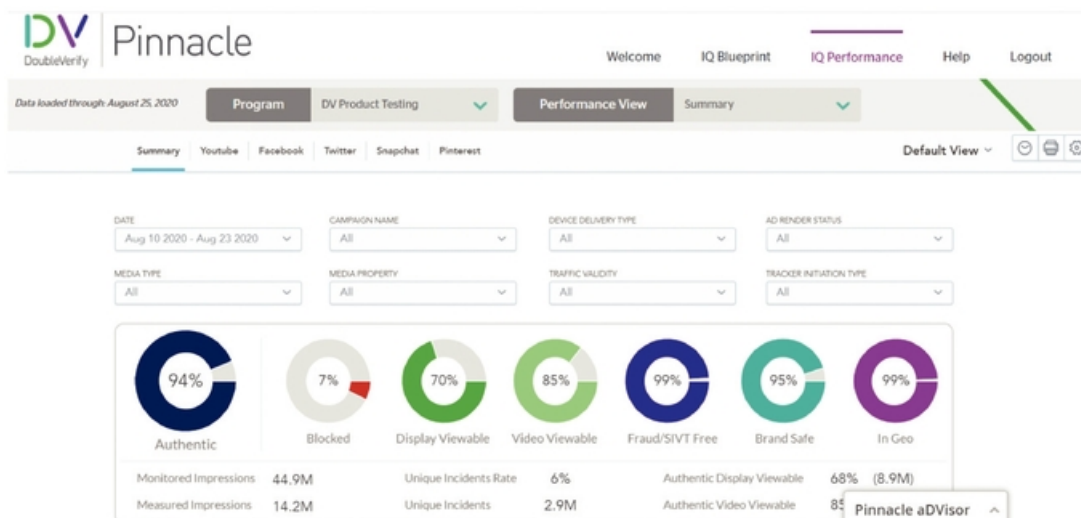 DV Pinnacle
DoubleVerify
Welcome IQ Blueprint IQ Performance Help Logout
Data loaded through: August 25, 2020 Program DV Product Testing Performance View Summary
Summary Youtube Facebook Twitter Snapchat Pinterest Default View
DATE CAMPAIGN NAME DEVICE DELIVERY TYPE AD RENDER STATUS
Aug 10 2020 - Aug 23 2020 All All All
MEDIA TYPE MEDIA PROPERTY TRAFFIC VALIDITY TRACKER INITIATION TYPE
All All All All
94% 7% 70% 85% 99% 95% 99%
Authentic Blocked Display Viewable Video Viewable Fraud/SIVT Free Brand Safe In Geo
Monitored Impressions 44.9M Unique Incidents Rate 6% Authentic Display Viewable 68% (8.9M)
Measured Impressions 14.2M Unique Incidents 2.9M Authentic Video Viewable
Pinnacle aDVisor